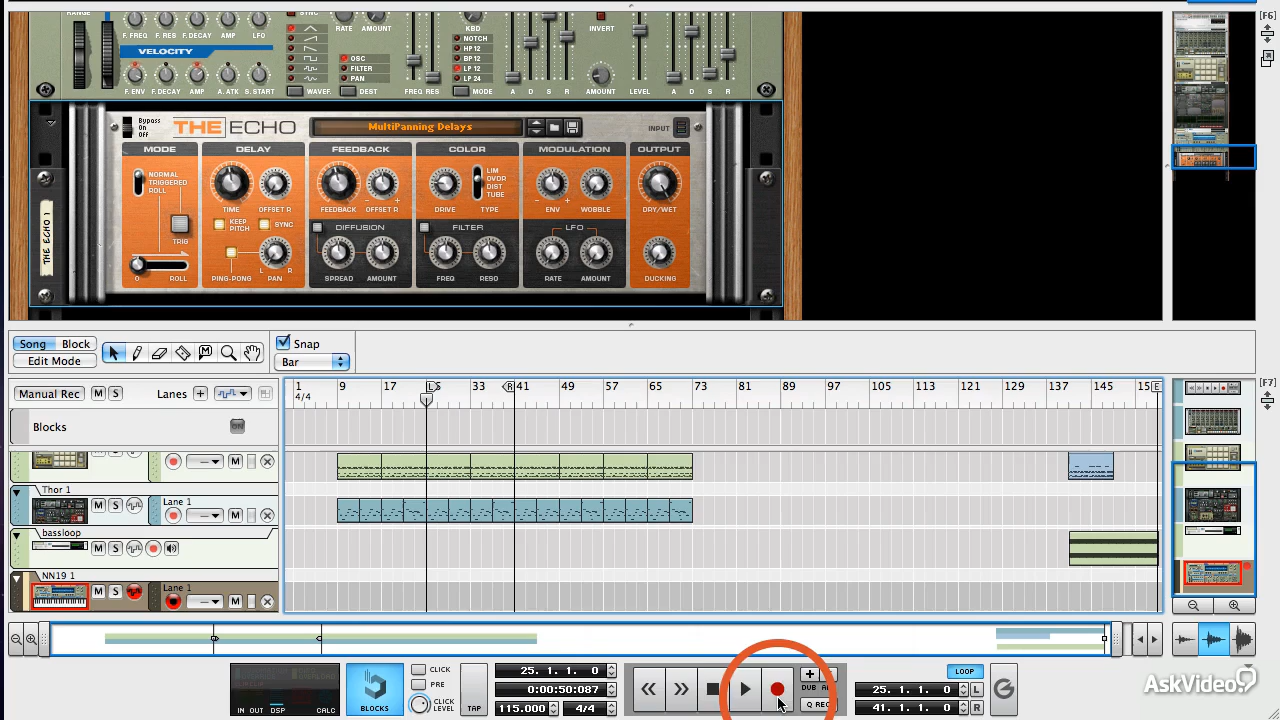 [F6]
RANGE
F. FREQ F. RES F. DECAY AMP LFO
SYNC
RATE AMOUNT
KBD
INVERT
NOTCH
HP 12
BP 12
LP 12
LP 24
OSC
FILTER
PAN
VELOCITY
F. ENV F. DECAY AMP A. ATK S. START
WAVEF. DEST FREQ RES MODE A D S R AMOUNT LEVEL A D S R
Bypass
On
Off
THE ECHO
MultiPanning Delays
INPUT
MODE DELAY FEEDBACK COLOR MODULATION OUTPUT
NORMAL
TRIGGERED
ROLL
LIM
OVDR
DIST
TUBE
TIME OFFSET R FEEDBACK - OFFSET R + DRIVE TYPE - ENV + WOBBLE DRY/WET
KEEP PITCH SYNC
TRIG
DIFFUSION FILTER LFO
L R
0 ROLL PING-PONG PAN SPREAD AMOUNT FREQ RESO RATE AMOUNT DUCKING
THE ECHO 1
Song Block
Edit Mode
Snap
Bar
[F7]
Manual Rec M S Lanes +
1 9 17 L 33 R 41 49 57 65 73 81 89 97 105 113 121 129 137 145 E
4/4
Blocks ON
M
Thor 1
M S Lane 1
M
bassloop
M S
NN19 1
M S Lane 1
M
IN OUT DSP CALC
BLOCKS
CLICK
PRE
CLICK LEVEL
TAP
25. 1. 1. 0
0:00:50:087
115.000 4/4
DUB
Q REC
LOOP
25. 1. 1. 0 L
41. 1. 1. 0 R
AskVideo